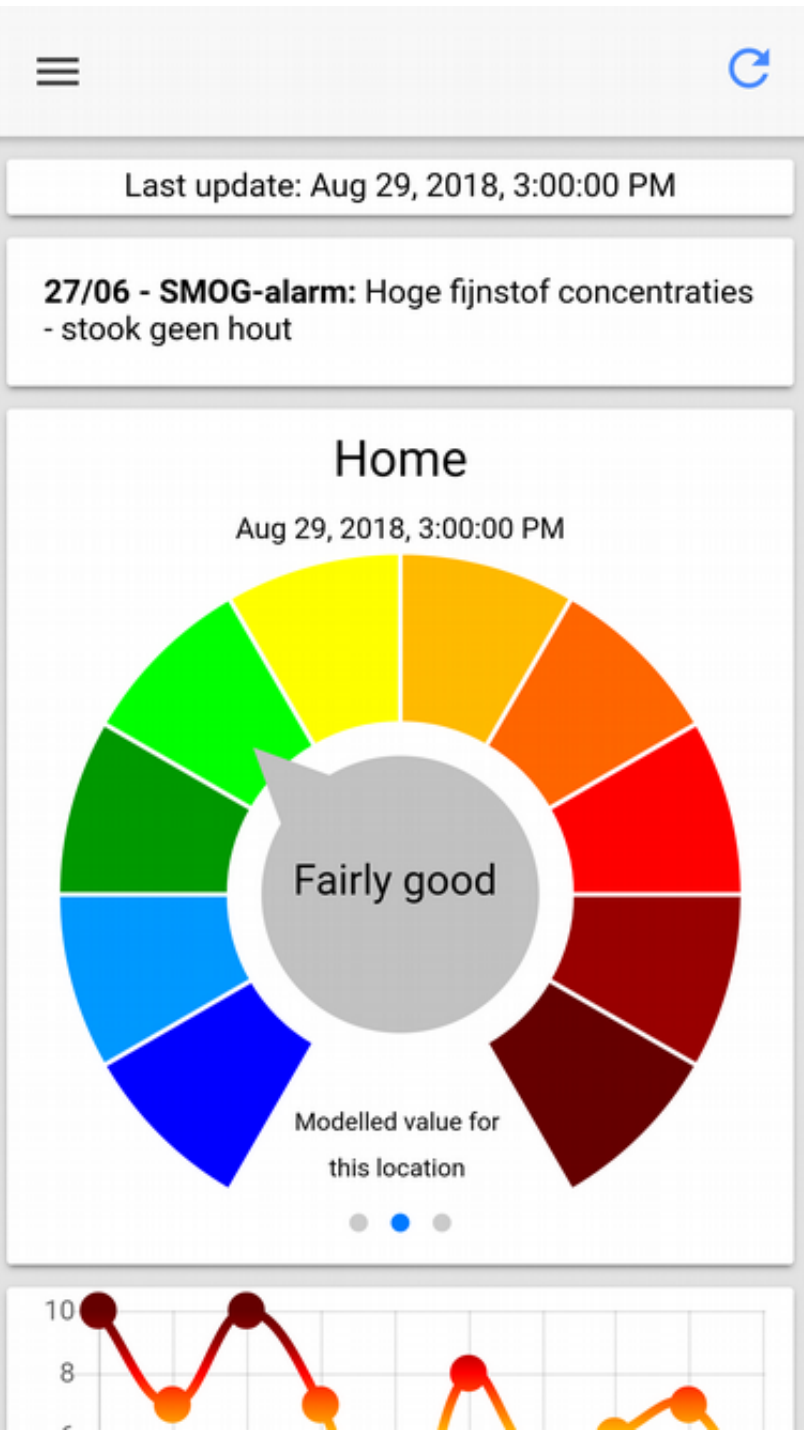 Last update: Aug 29, 2018, 3:00:00 PM
27/06 - SMOG-alarm: Hoge fijnstof concentraties
- stook geen hout
Home
Aug 29, 2018, 3:00:00 PM
Fairly good
Modelled value for
this location
10
8